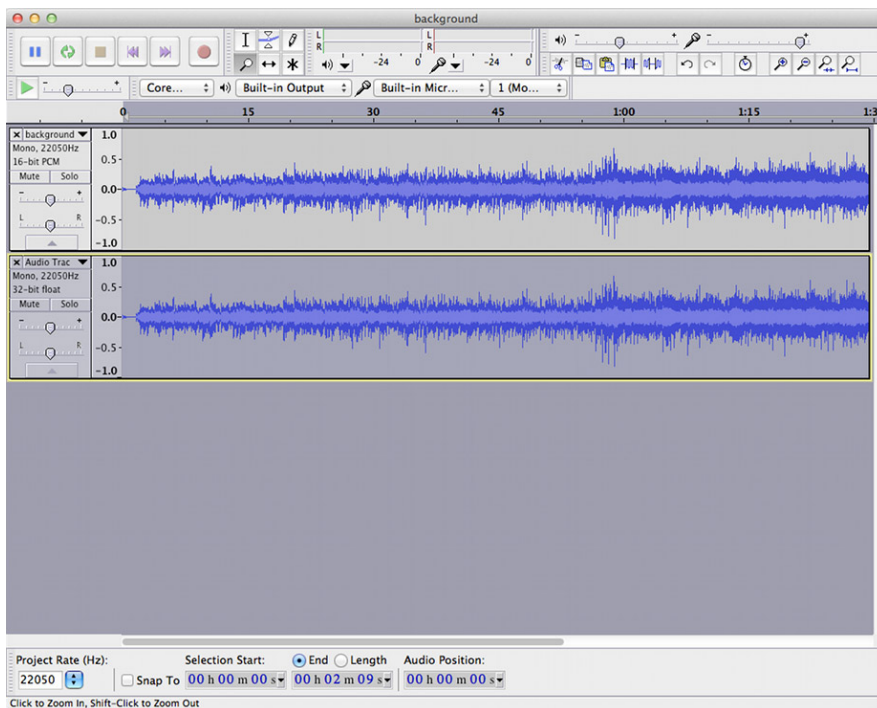 background
L
R
L
R
-24 0
-24 0
Core...
Built-in Output
Built-in Micr...
1 (Mo...
0 15 30 45 1:00 1:15 1:3
background
Mono, 22050Hz
16-bit PCM
Mute Solo
- +
L R
1.0
0.5
0.0
-0.5
-1.0
Audio Trac
Mono, 22050Hz
32-bit float
Mute Solo
- +
L R
1.0
0.5
0.0
-0.5
-1.0
Project Rate (Hz):
22050
Snap To
Selection Start:
00 h 00 m 00 s
End Length
00 h 02 m 09 s
Audio Position:
00 h 00 m 00 s
Click to Zoom In, Shift-Click to Zoom Out